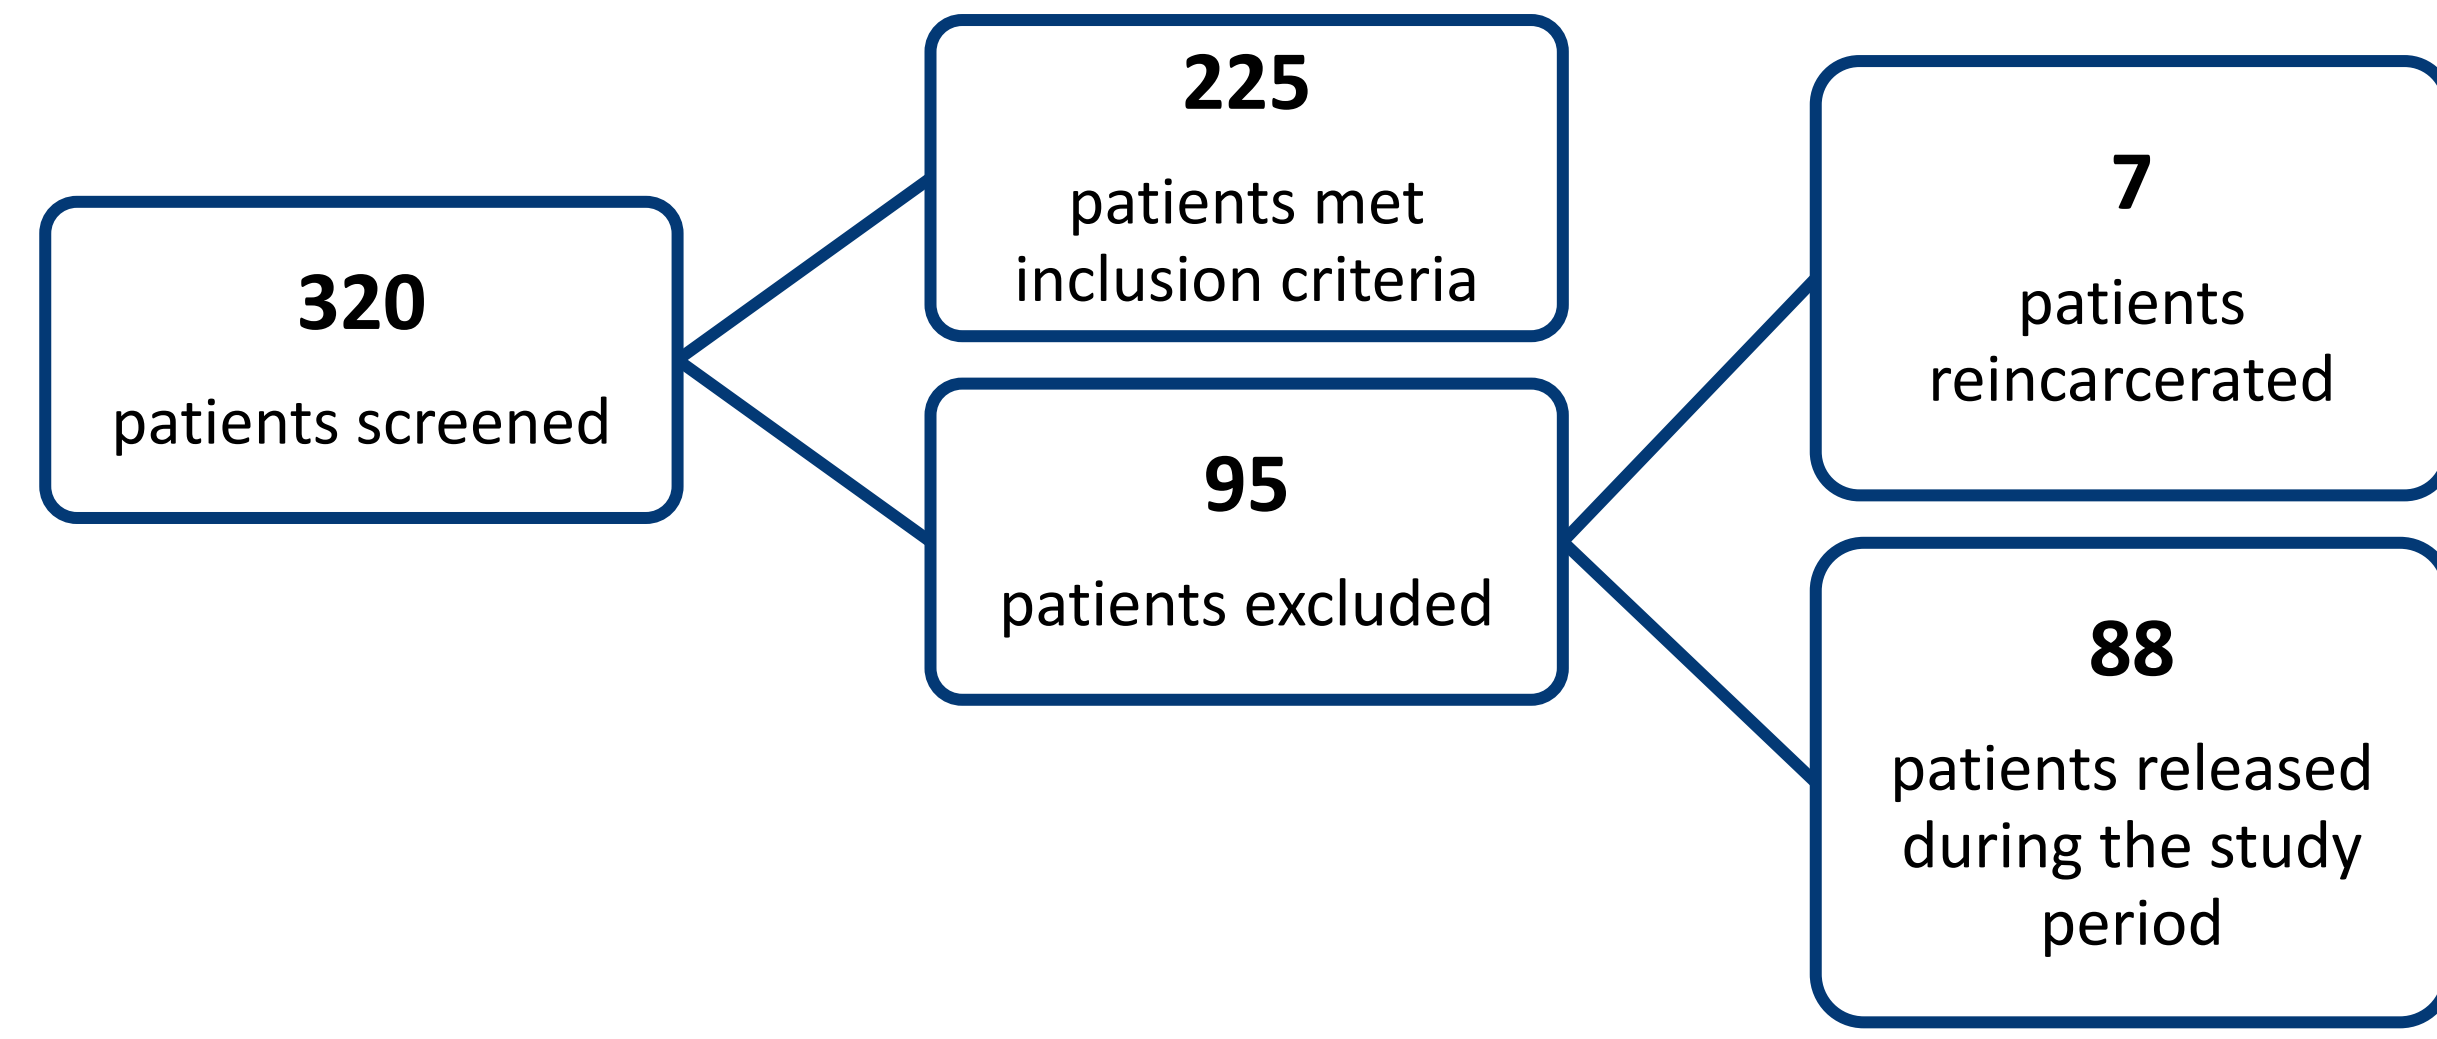 320
patients screened
225
patients met
inclusion criteria
95
patients excluded
7
patients
reincarcerated
88
patients released
during the study
period